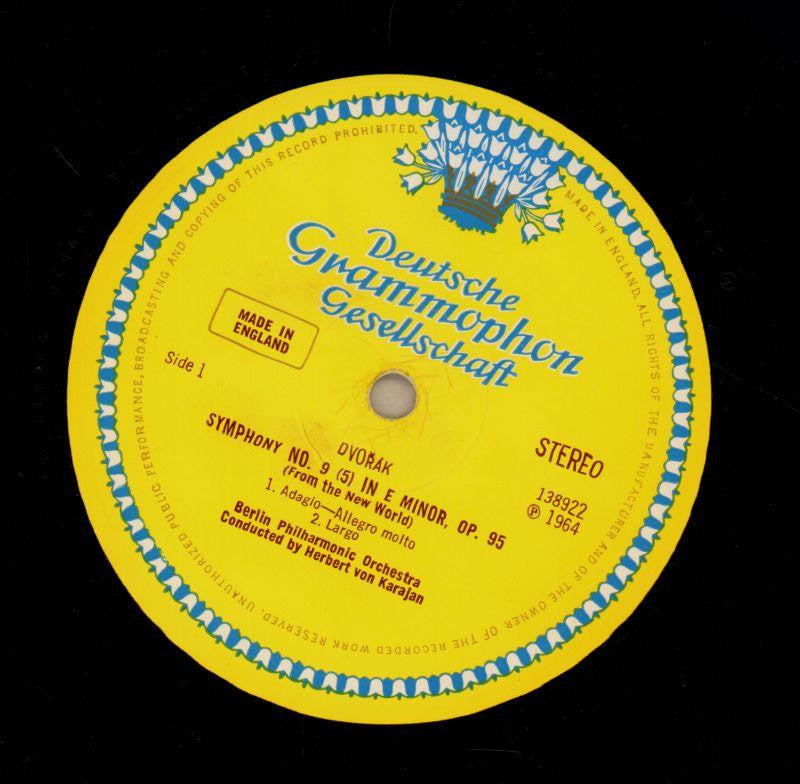 Deutsche
Grammophon
Gesellschaft
MADE IN
ENGLAND
Side 1
STEREO
138922
℗ 1964
DVOŘAK
SYMPHONY NO. 9 (5) IN E MINOR, OP. 95
(From the New World)
1. Adagio—Allegro molto
2. Largo
Berlin Philharmonic Orchestra
Conducted by Herbert von Karajan
MADE IN ENGLAND. ALL RIGHTS OF THE MANUFACTURER AND OF THE OWNER OF THE RECORDED WORK RESERVED. UNAUTHORIZED PUBLIC PERFORMANCE, BROADCASTING AND COPYING OF THIS RECORD PROHIBITED.